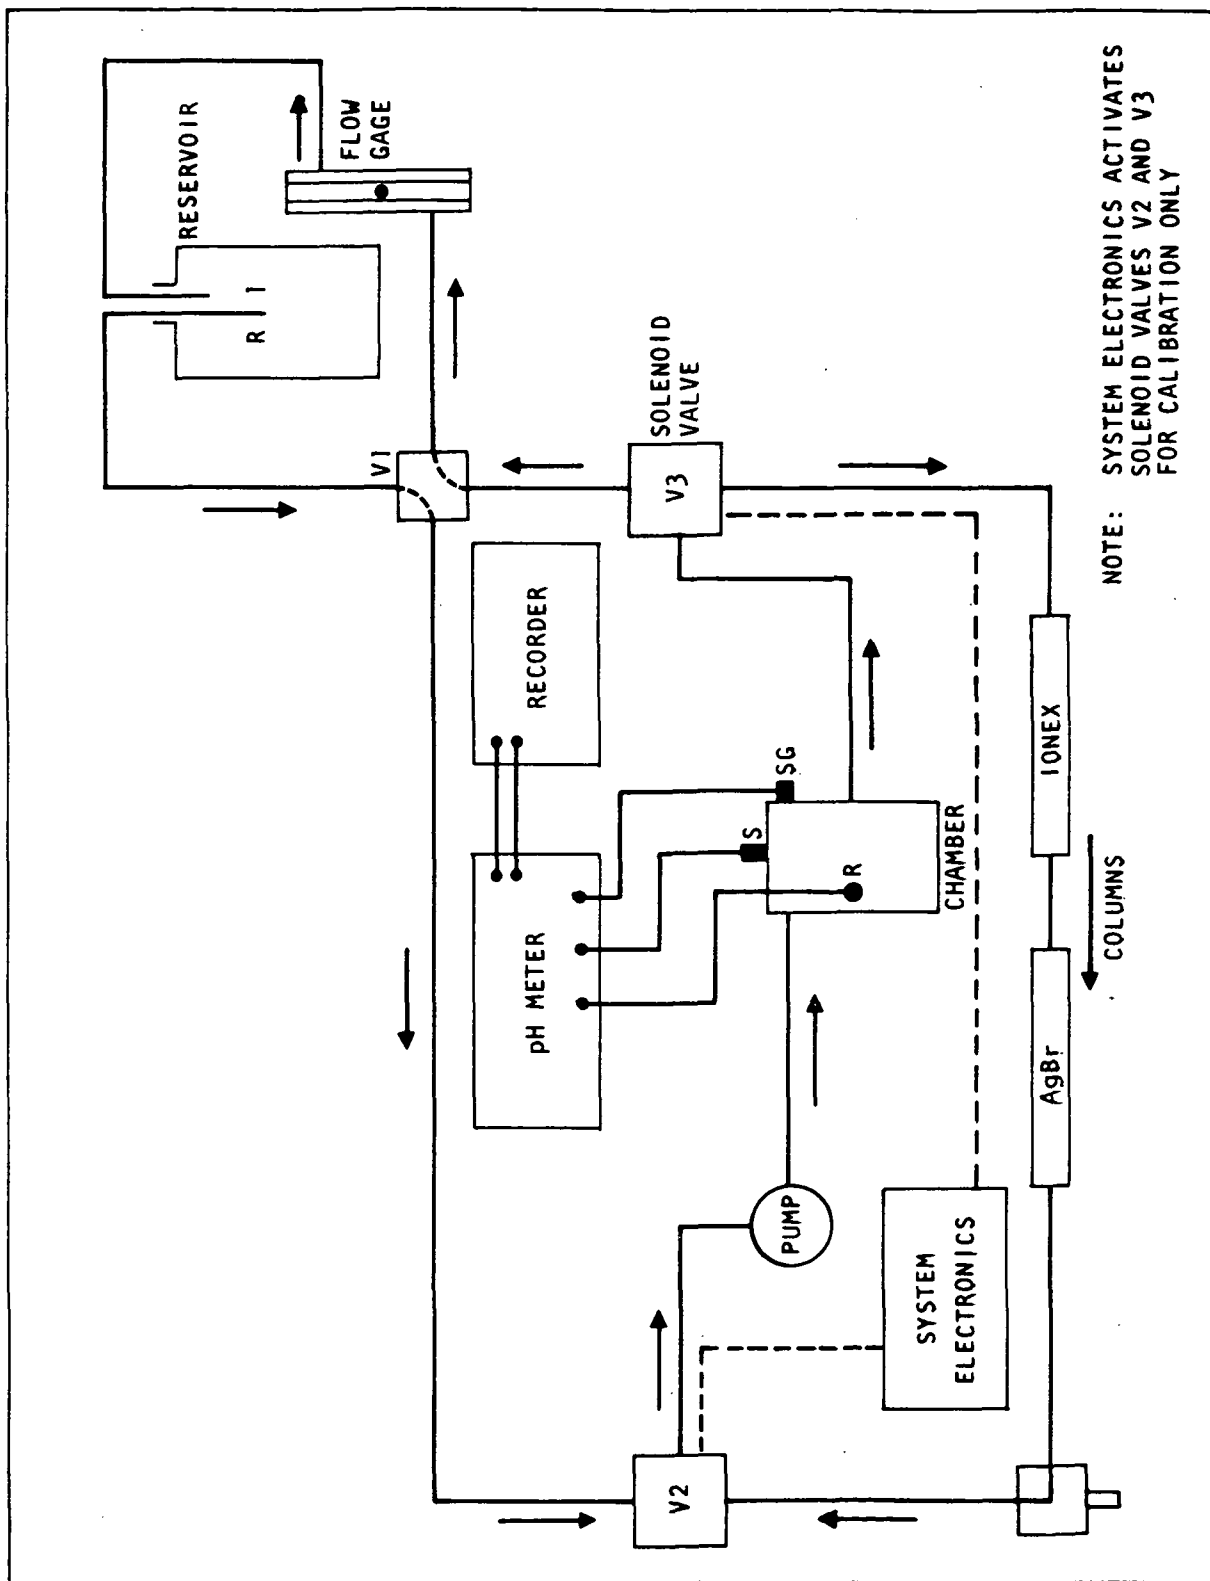 RESERVOIR
R I
FLOW
GAGE
V1
SOLENOID
VALVE
V3
RECORDER
pH METER
S
SG
R
CHAMBER
PUMP
V2
SYSTEM
ELECTRONICS
IONEX
AgBr
COLUMNS
NOTE: SYSTEM ELECTRONICS ACTIVATES
SOLENOID VALVES V2 AND V3
FOR CALIBRATION ONLY